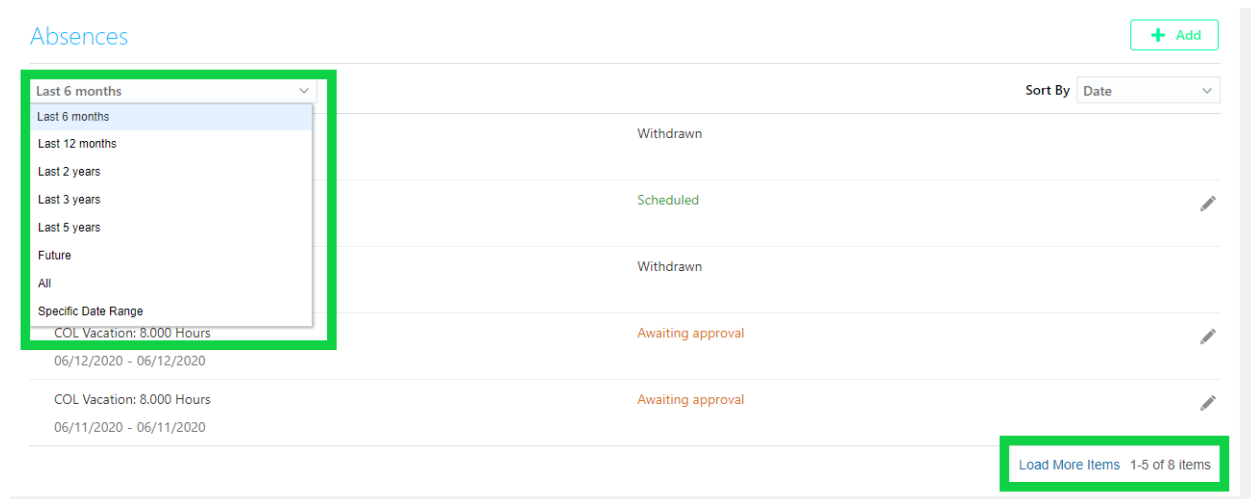 Absences
+ Add
Last 6 months
Sort By Date
Last 6 months
Last 12 months
Last 2 years
Last 3 years
Last 5 years
Future
All
Specific Date Range
Withdrawn
Scheduled
Withdrawn
COL Vacation: 8.000 Hours Awaiting approval
06/12/2020 - 06/12/2020
COL Vacation: 8.000 Hours Awaiting approval
06/11/2020 - 06/11/2020
Load More Items 1-5 of 8 items